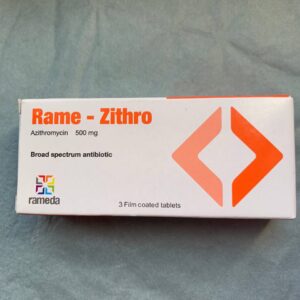 Rame - Zithro
Azithromycin 500 mg
Broad spectrum antibiotic
3 Film coated tablets
rameda